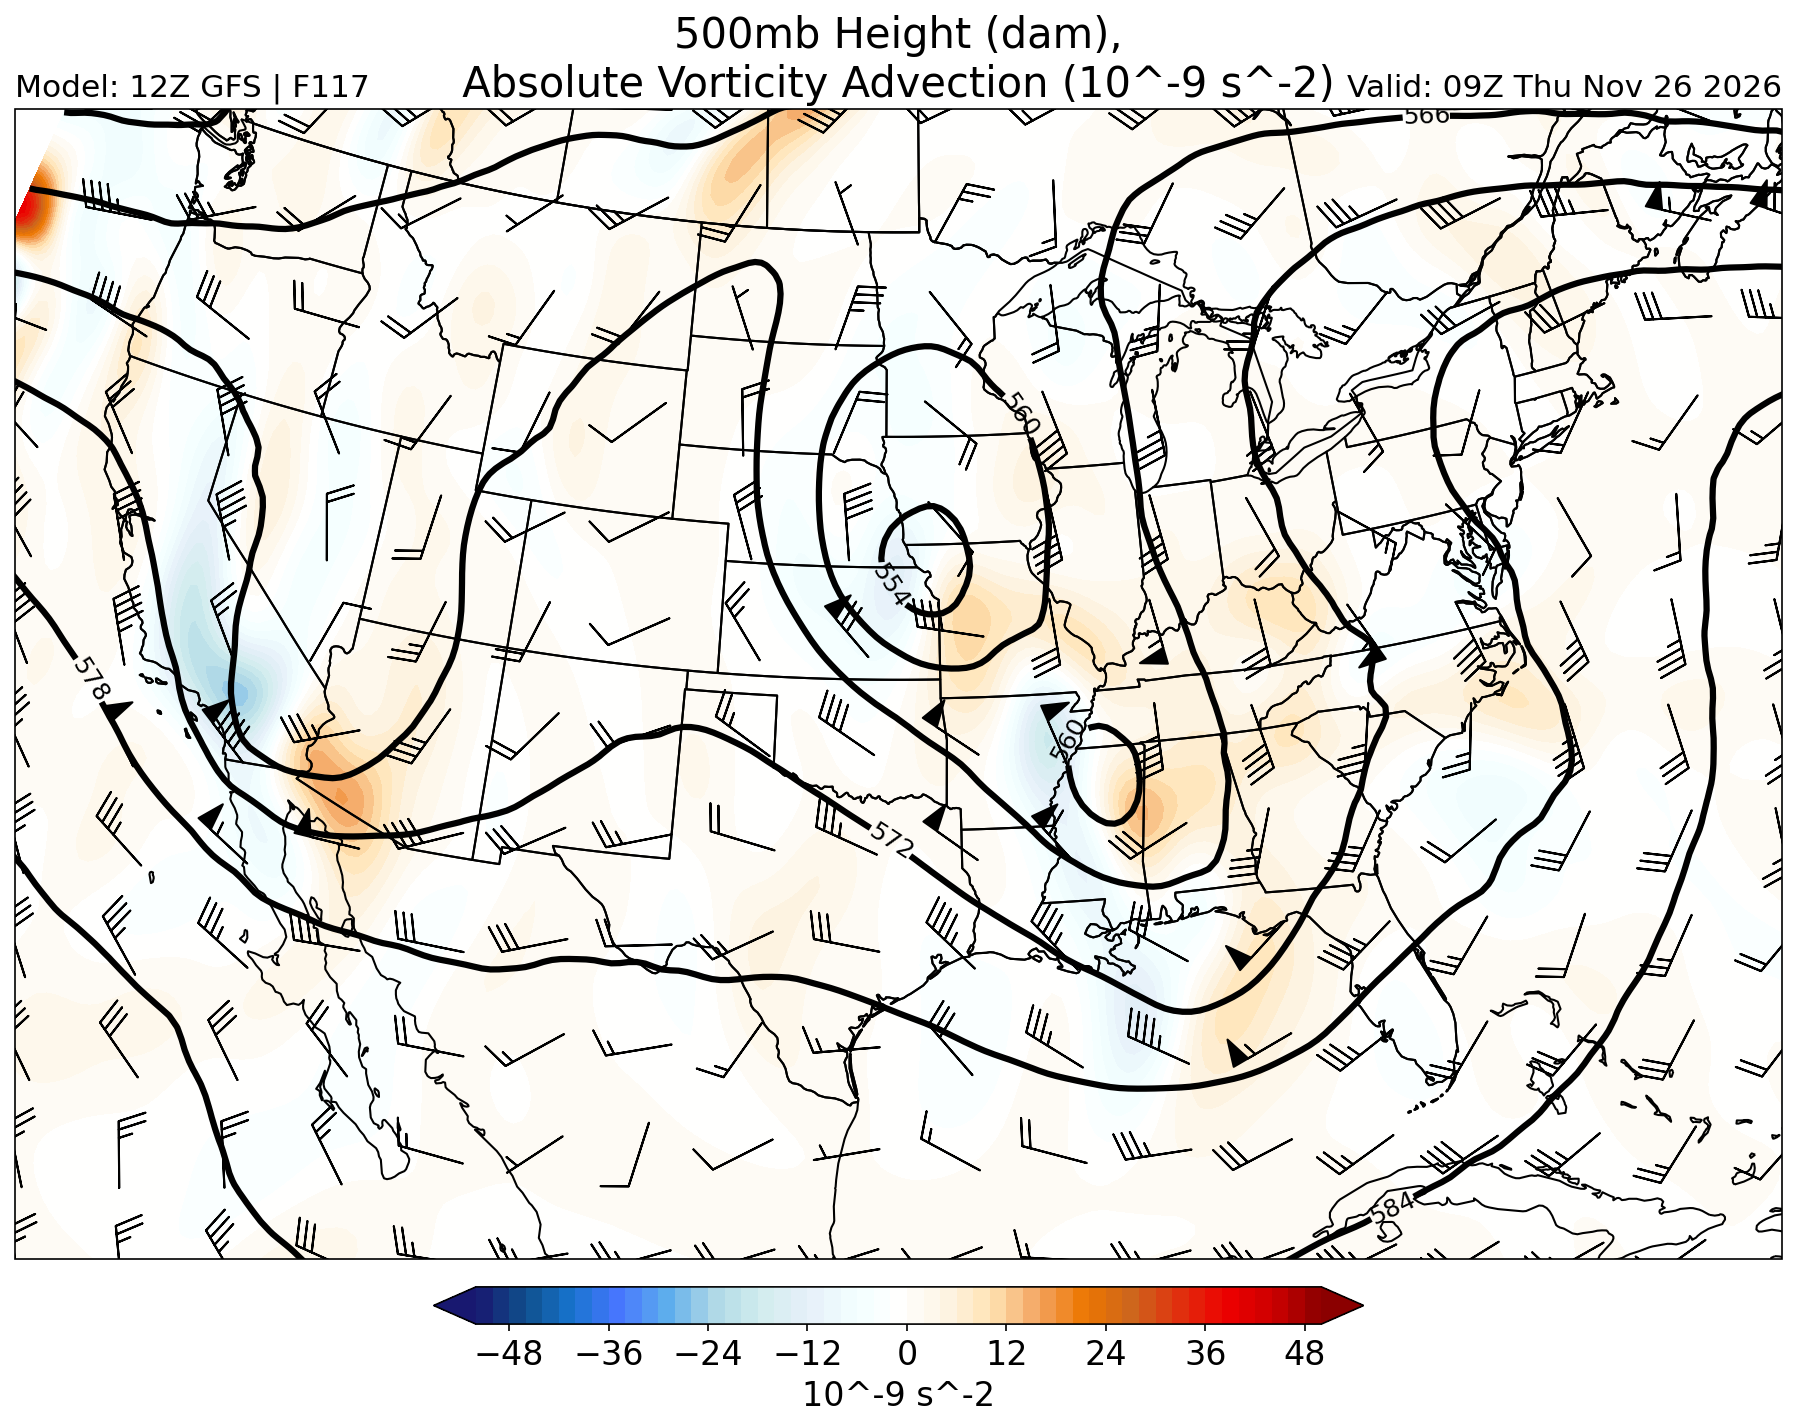 500mb Height (dam),
Model: 12Z GFS | F117
Absolute Vorticity Advection (10^-9 s^-2)
Valid: 09Z Thu Nov 26 2026
566
560
554
578
560
572
584
−48 −36 −24 −12 0 12 24 36 48
10^-9 s^-2